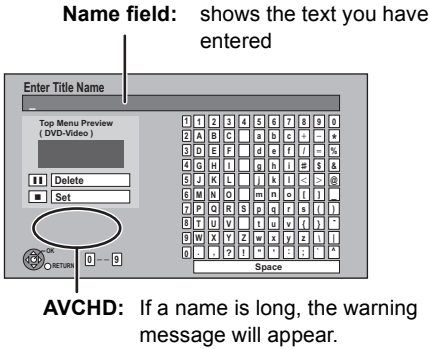 Name field: shows the text you have
entered
Enter Title Name
_
Top Menu Preview
( DVD-Video )
Delete
Set
OK
RETURN
0 -- 9
1 1 2 3 4 5 6 7 8 9 0
2 A B C a b c + - *
3 D E F d e f / = %
4 G H I g h i # $ &
5 J K L j k l < > @
6 M N O m n o [ ] _
7 P Q R S p q r s ( )
8 T U V t u v { }
9 W X Y Z w x y z \ |
0 . , ? ! " ' : ; ` ^
Space
AVCHD: If a name is long, the warning
message will appear.